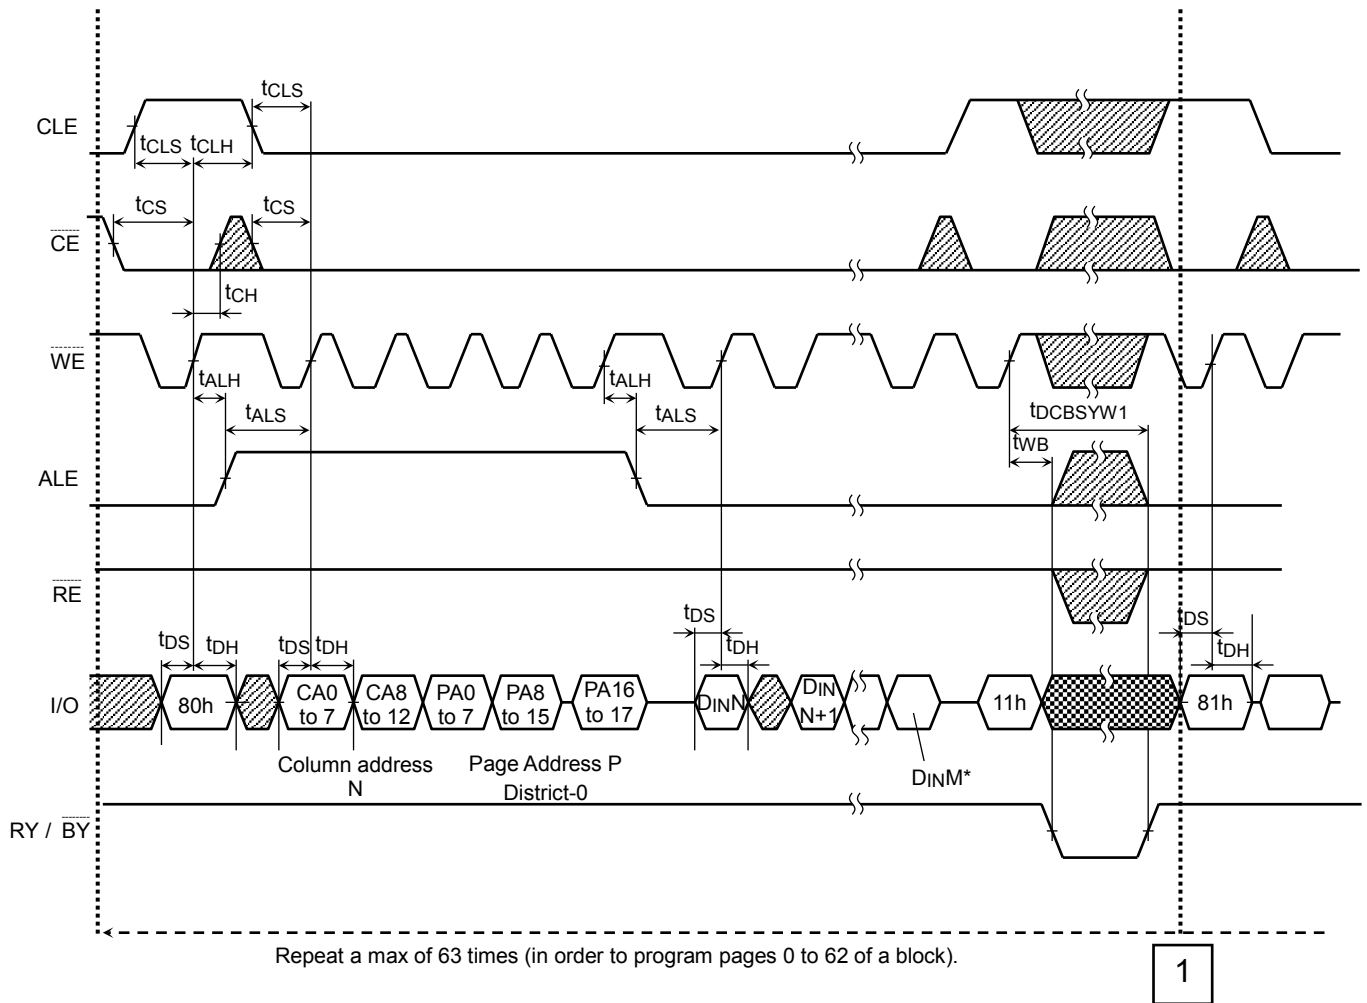 tCLS
CLE
tCLS tCLH
tCS tCS
CE
tCH
WE
tALH tALH
tALS tALS tDCBSYW1
tWB
ALE
RE
tDS tDH tDS tDH tDS tDH tDS tDH
I/O
80h
CA0 to 7
CA8 to 12
PA0 to 7
PA8 to 15
PA16 to 17
DINN
DIN N+1
11h
81h
Column address
N
Page Address P
District-0
DINM*
RY / BY
Repeat a max of 63 times (in order to program pages 0 to 62 of a block).
1